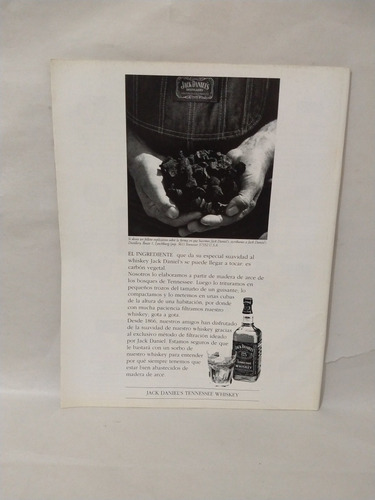 JACK DANIEL'S
EL INGREDIENTE que da su especial suavidad al
whiskey Jack Daniel's se puede llegar a tocar: es
carbón vegetal.
Nosotros lo elaboramos a partir de madera de arce de
los bosques de Tennessee. Luego lo trituramos en
pequeños trozos del tamaño de un guisante, lo
compactamos y lo metemos en unas cubas
de la altura de una habitación, por donde
con mucha paciencia filtramos nuestro
whiskey, gota a gota.
Desde 1866, nuestros amigos han disfrutado
de la suavidad de nuestro whiskey gracias
al exclusivo método de filtración ideado
por Jack Daniel. Estamos seguros de que
le bastará con un sorbo de
nuestro whiskey para entender
por qué siempre tenemos que
estar bien abastecidos de
madera de arce.
JACK DANIEL'S TENNESSEE WHISKEY